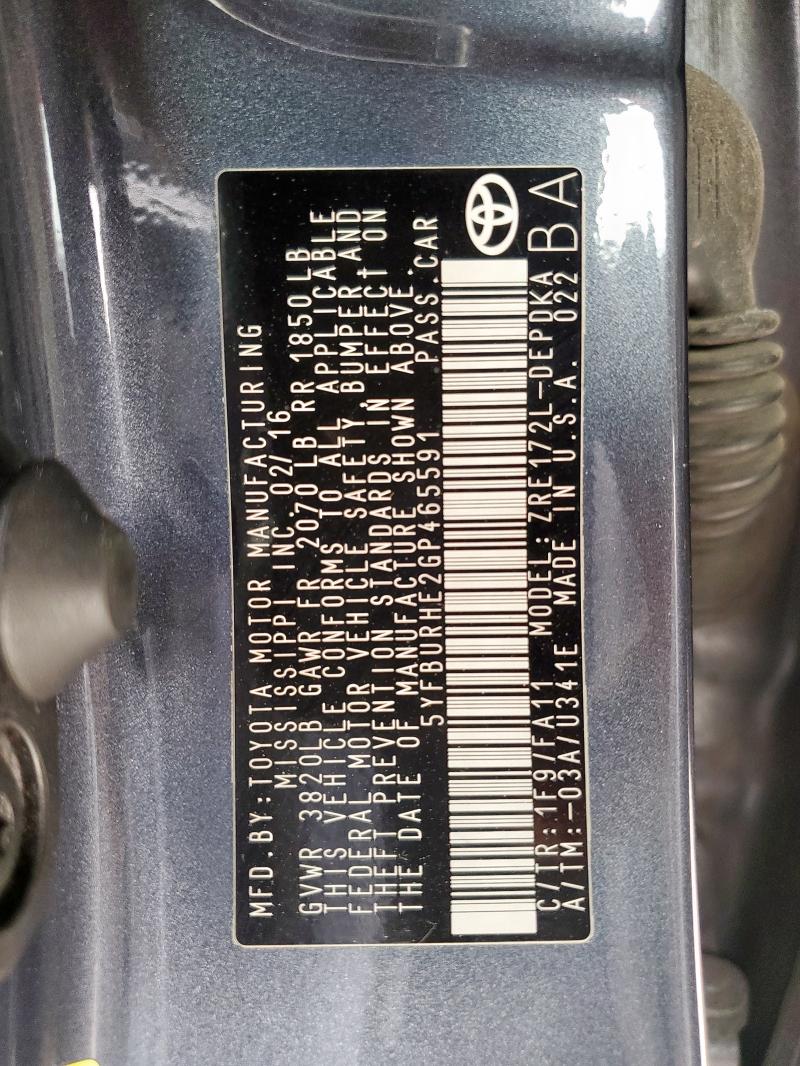 MFD.BY:TOYOTA MOTOR MANUFACTURING
MISSISSIPPI INC.02/16
GVWR 3820LB GAWR FR 2070 LB RR 1850 LB
THIS VEHICLE CONFORMS TO ALL APPLICABLE
FEDERAL MOTOR VEHICLE SAFETY BUMPER AND
THEFT PREVENTION STANDARDS IN EFFECT ON
THE DATE OF MANUFACTURE SHOWN ABOVE.
5YFBURHE2GP465591 PASS.CAR
C/TR:1F9/FA11 MODEL:ZRE172L-DEPDKA
A/TM:-03A/U341E MADE IN U.S.A. 022 BA